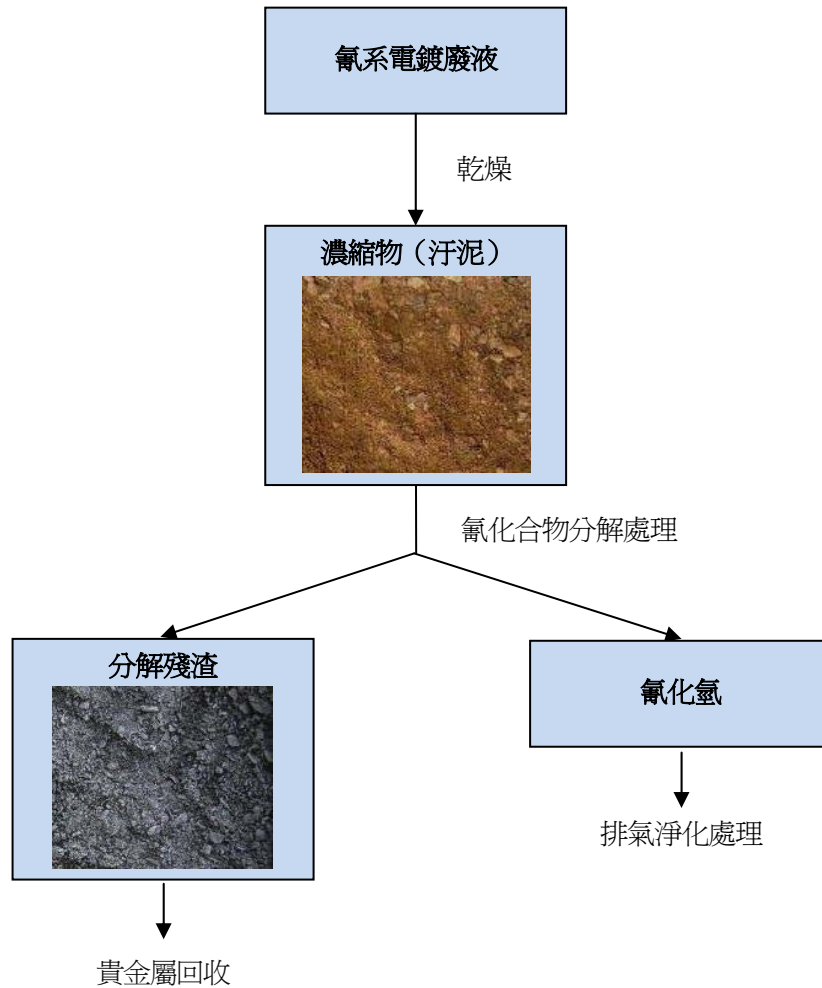 氰系電鍍廢液
乾燥
濃縮物（汙泥）
氰化合物分解處理
分解殘渣
氰化氫
排氣淨化處理
貴金屬回收